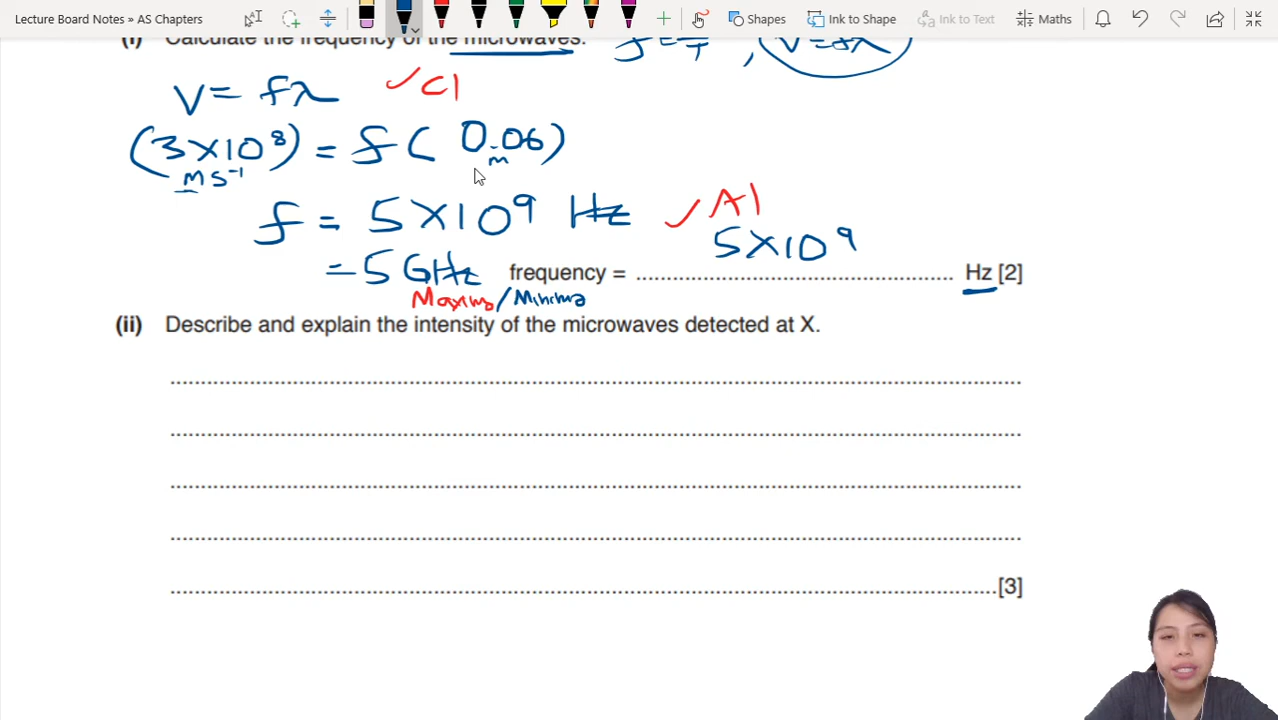 Lecture Board Notes » AS Chapters
Shapes
Ink to Shape
Ink to Text
Maths
(i) Calculate the frequency of the microwaves. f = 1/T , v = fλ
v = fλ ✓ C1
(3×10⁸) = f ( 0.06)
ms⁻¹ m
f = 5×10⁹ Hz ✓ A1
5×10⁹
= 5 GHz frequency = ............................................. Hz [2]
Maxima / Minima
(ii) Describe and explain the intensity of the microwaves detected at X.
[3]